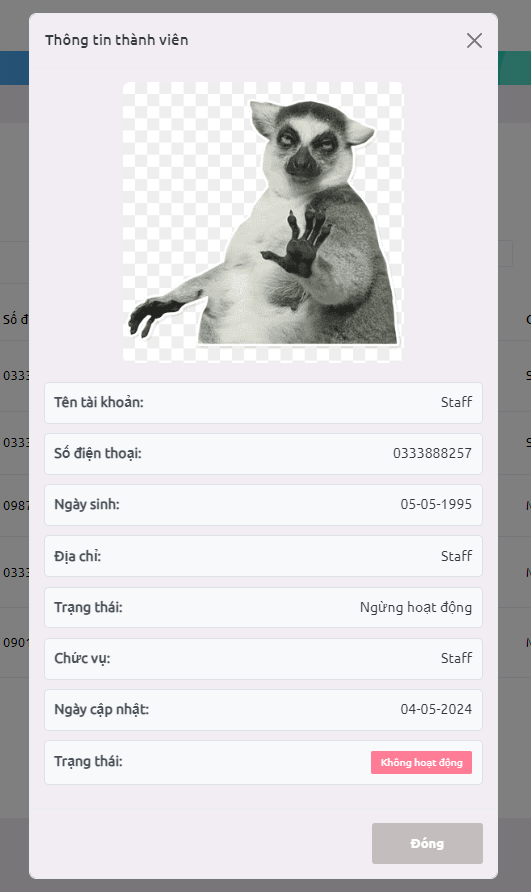 Thông tin thành viên
Số đ
0333
0333
0987
0333
0901
Tên tài khoản: Staff
Số điện thoại: 0333888257
Ngày sinh: 05-05-1995
Địa chỉ: Staff
Trạng thái: Ngừng hoạt động
Chức vụ: Staff
Ngày cập nhật: 04-05-2024
Trạng thái: Không hoạt động
Đóng